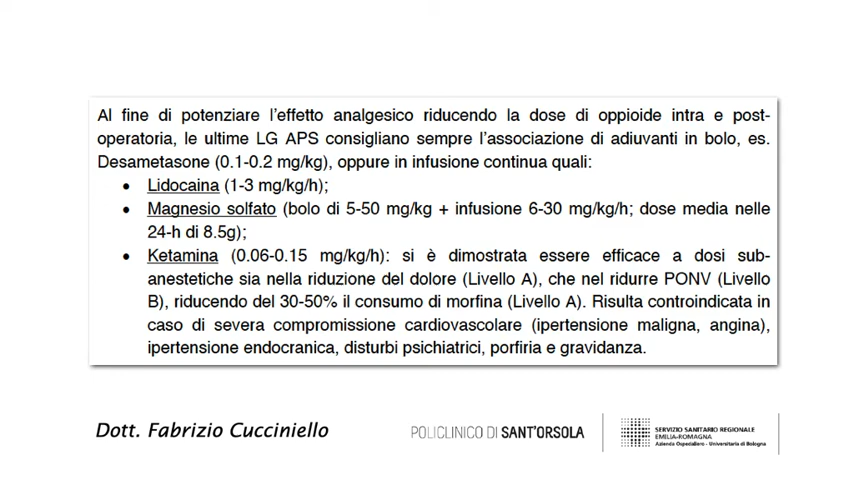 Al fine di potenziare l'effetto analgesico riducendo la dose di oppioide intra e post-
operatoria, le ultime LG APS consigliano sempre l'associazione di adiuvanti in bolo, es.
Desametasone (0.1-0.2 mg/kg), oppure in infusione continua quali:
• Lidocaina (1-3 mg/kg/h);
• Magnesio solfato (bolo di 5-50 mg/kg + infusione 6-30 mg/kg/h; dose media nelle
24-h di 8.5g);
• Ketamina (0.06-0.15 mg/kg/h): si è dimostrata essere efficace a dosi sub-
anestetiche sia nella riduzione del dolore (Livello A), che nel ridurre PONV (Livello
B), riducendo del 30-50% il consumo di morfina (Livello A). Risulta controindicata in
caso di severa compromissione cardiovascolare (ipertensione maligna, angina),
ipertensione endocranica, disturbi psichiatrici, porfiria e gravidanza.
Dott. Fabrizio Cucciniello
POLICLINICO DI SANT'ORSOLA
SERVIZIO SANITARIO REGIONALE
EMILIA-ROMAGNA
Azienda Ospedaliero - Universitaria di Bologna